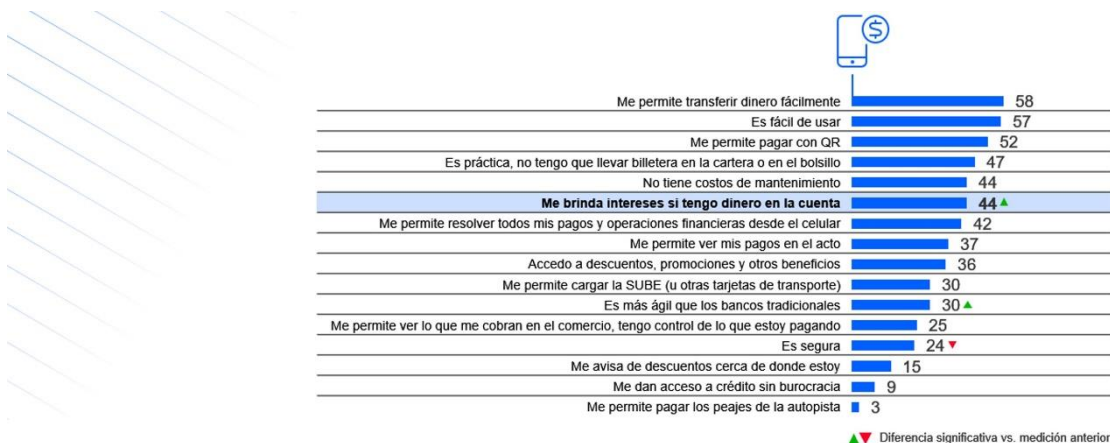 Me permite transferir dinero fácilmente 58
Es fácil de usar 57
Me permite pagar con QR 52
Es práctica, no tengo que llevar billetera en la cartera o en el bolsillo 47
No tiene costos de mantenimiento 44
Me brinda intereses si tengo dinero en la cuenta 44
Me permite resolver todos mis pagos y operaciones financieras desde el celular 42
Me permite ver mis pagos en el acto 37
Accedo a descuentos, promociones y otros beneficios 36
Me permite cargar la SUBE (u otras tarjetas de transporte) 30
Es más ágil que los bancos tradicionales 30
Me permite ver lo que me cobran en el comercio, tengo control de lo que estoy pagando 25
Es segura 24
Me avisa de descuentos cerca de donde estoy 15
Me dan acceso a crédito sin burocracia 9
Me permite pagar los peajes de la autopista 3
Diferencia significativa vs. medición anterior